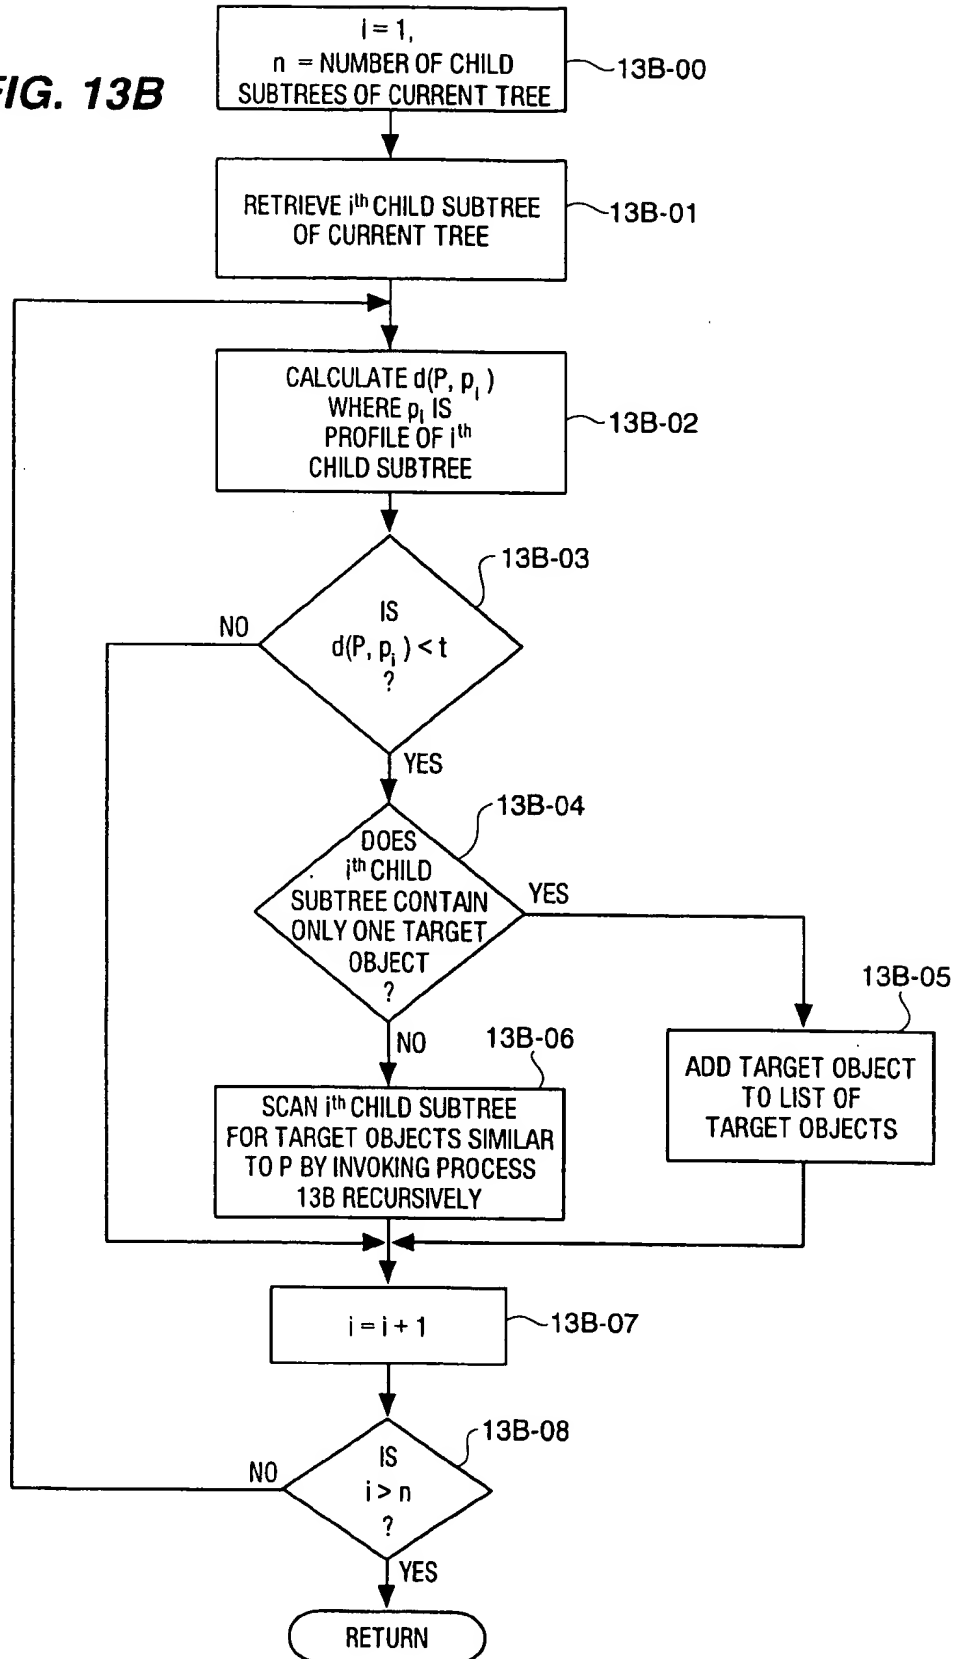 FIG. 13B
i = 1,
n = NUMBER OF CHILD
SUBTREES OF CURRENT TREE
13B-00
RETRIEVE iᵗʰ CHILD SUBTREE
OF CURRENT TREE
13B-01
CALCULATE d(P, pᵢ)
WHERE pᵢ IS
PROFILE OF iᵗʰ
CHILD SUBTREE
13B-02
13B-03
IS
d(P, pᵢ) < t
?
NO
YES
13B-04
DOES
iᵗʰ CHILD
SUBTREE CONTAIN
ONLY ONE TARGET
OBJECT
?
YES
NO
13B-05
ADD TARGET OBJECT
TO LIST OF
TARGET OBJECTS
13B-06
SCAN iᵗʰ CHILD SUBTREE
FOR TARGET OBJECTS SIMILAR
TO P BY INVOKING PROCESS
13B RECURSIVELY
i = i + 1
13B-07
13B-08
IS
i > n
?
NO
YES
RETURN